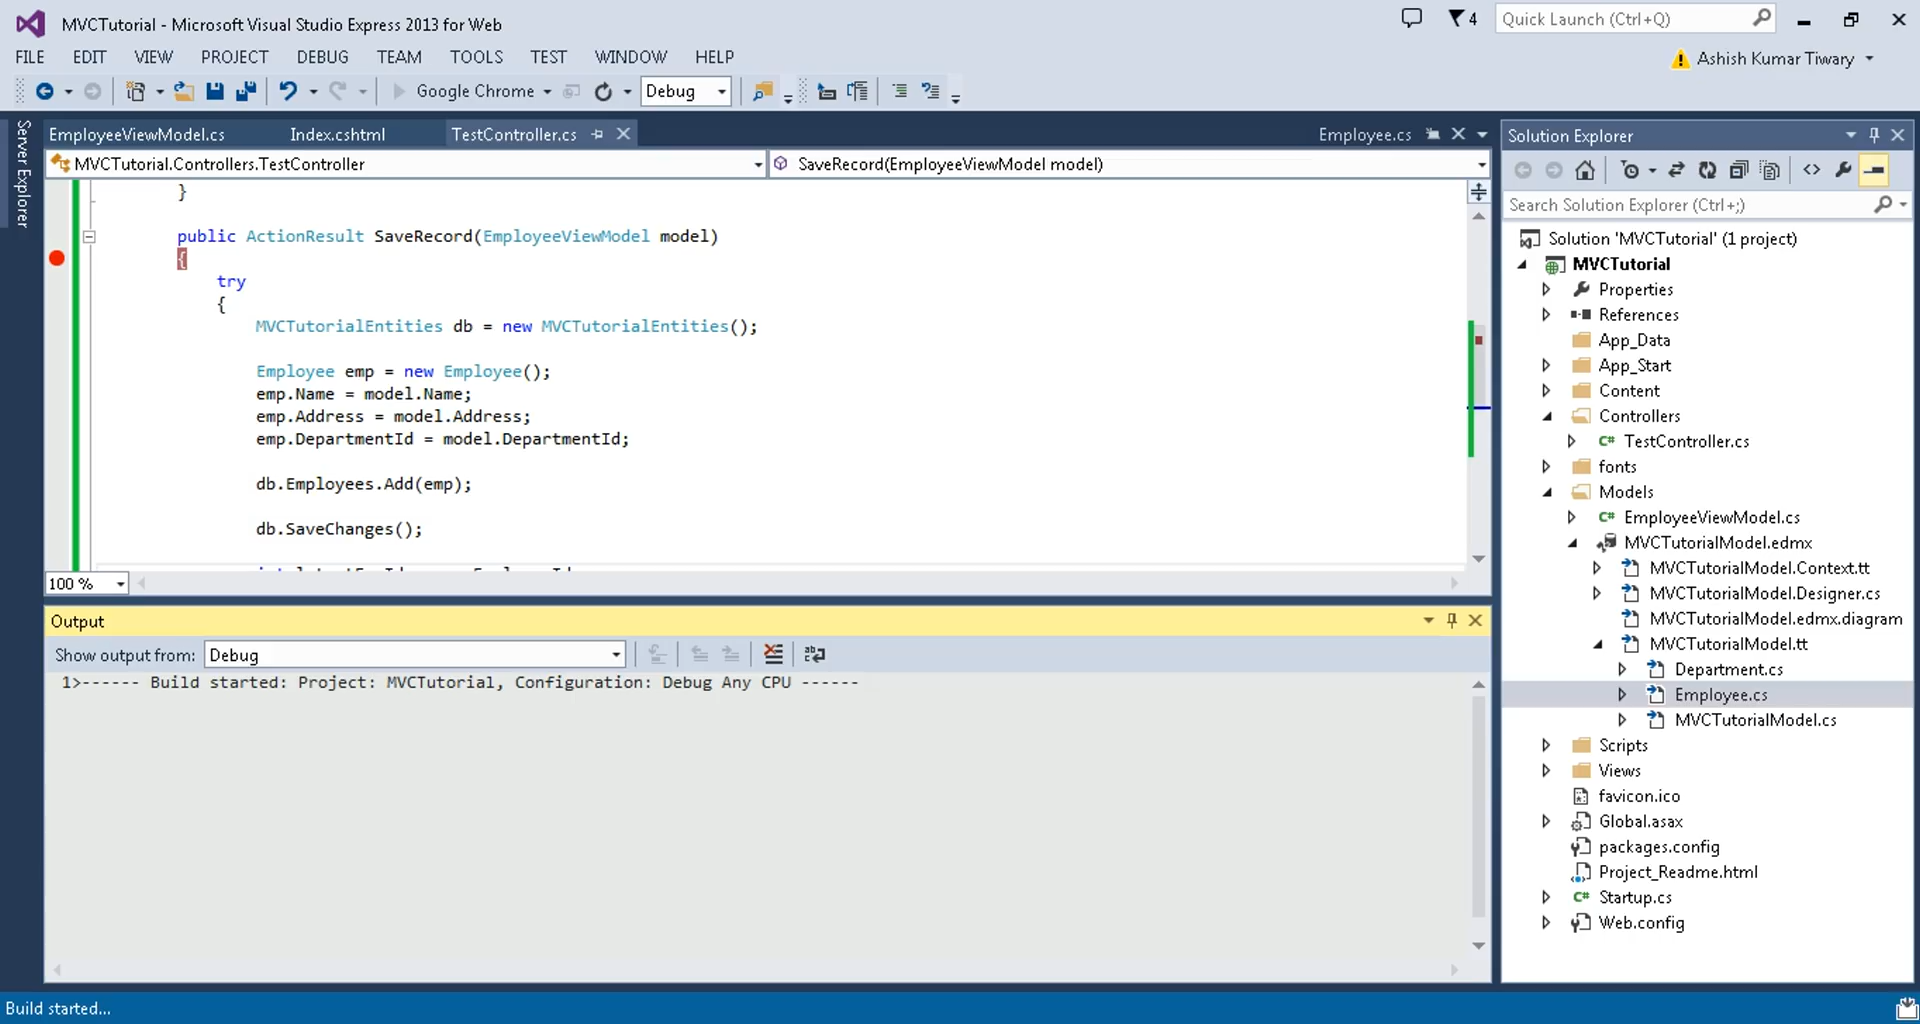 MVCTutorial - Microsoft Visual Studio Express 2013 for Web
4
Quick Launch (Ctrl+Q)
FILE EDIT VIEW PROJECT DEBUG TEAM TOOLS TEST WINDOW HELP
Ashish Kumar Tiwary
Google Chrome
Debug
Server Explorer
EmployeeViewModel.cs Index.cshtml TestController.cs Employee.cs
MVCTutorial.Controllers.TestController
SaveRecord(EmployeeViewModel model)
}
public ActionResult SaveRecord(EmployeeViewModel model)
{
try
{
MVCTutorialEntities db = new MVCTutorialEntities();
Employee emp = new Employee();
emp.Name = model.Name;
emp.Address = model.Address;
emp.DepartmentId = model.DepartmentId;
db.Employees.Add(emp);
db.SaveChanges();
100 %
Output
Show output from: Debug
1>------ Build started: Project: MVCTutorial, Configuration: Debug Any CPU ------
Solution Explorer
Search Solution Explorer (Ctrl+;)
Solution 'MVCTutorial' (1 project)
MVCTutorial
Properties
References
App_Data
App_Start
Content
Controllers
C# TestController.cs
fonts
Models
C# EmployeeViewModel.cs
MVCTutorialModel.edmx
MVCTutorialModel.Context.tt
MVCTutorialModel.Designer.cs
MVCTutorialModel.edmx.diagram
MVCTutorialModel.tt
Department.cs
Employee.cs
MVCTutorialModel.cs
Scripts
Views
favicon.ico
Global.asax
packages.config
Project_Readme.html
C# Startup.cs
Web.config
Build started...